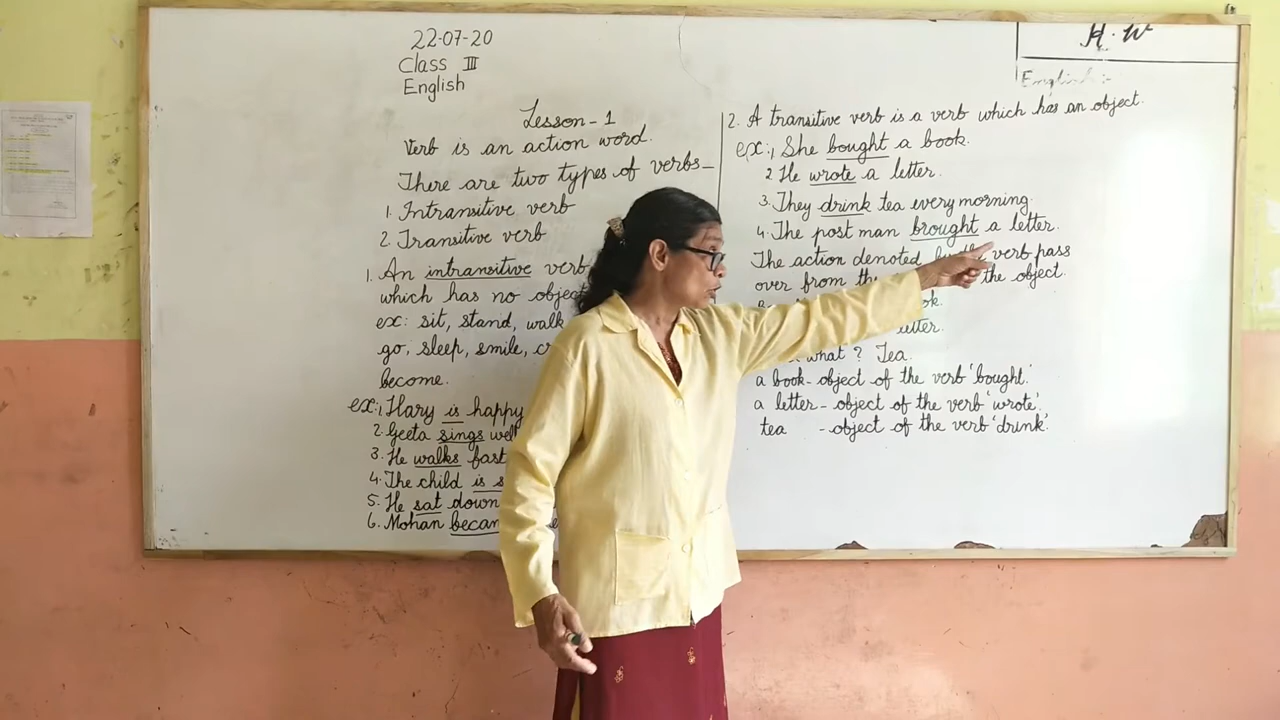 22-07-20
Class III
English
Lesson-1
Verb is an action word.
There are two types of verbs-
1. Intransitive verb
2. Transitive verb
1. An intransitive verb
which has no object
ex: sit, stand, walk
go, sleep, smile,
become.
ex: 1, Hary is happy
2. Geeta sings well
3. He walks fast
4. The child is
5. He sat down
6. Mohan
H.W
English:-
2. A transitive verb is a verb which has an object.
ex: 1, She bought a book.
2 He wrote a letter.
3. They drink tea every morning.
4. The post man brought a letter.
The action denoted by the verb pass
over from the the object.
letter.
what? Tea.
a book- object of the verb 'bought'.
a letter- object of the verb 'wrote'.
tea -object of the verb 'drink'.